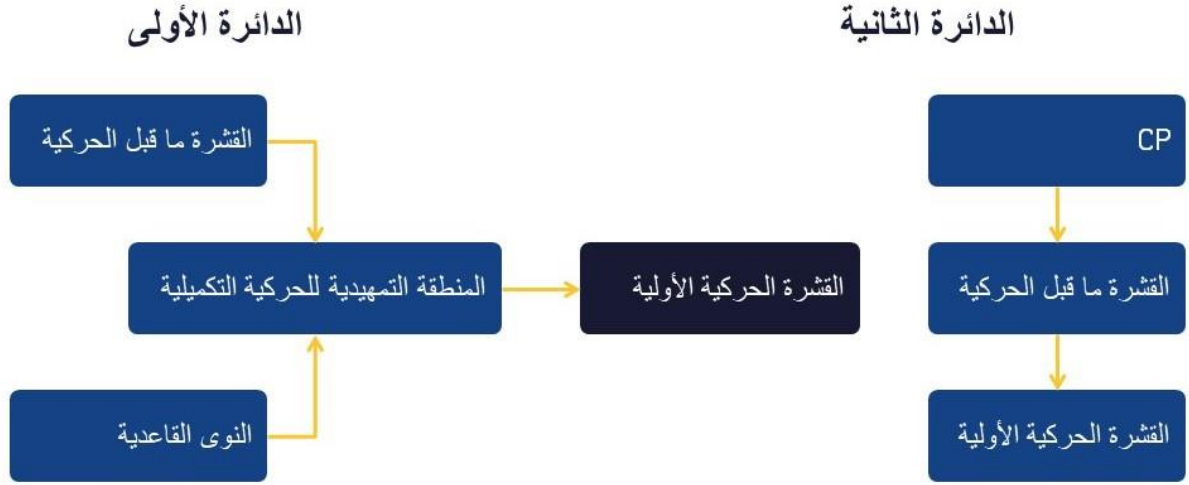 الدائرة الأولى
الدائرة الثانية
القشرة ما قبل الحركية
CP
المنطقة التمهيدية للحركية التكميلية
القشرة الحركية الأولية
القشرة ما قبل الحركية
النوى القاعدية
القشرة الحركية الأولية